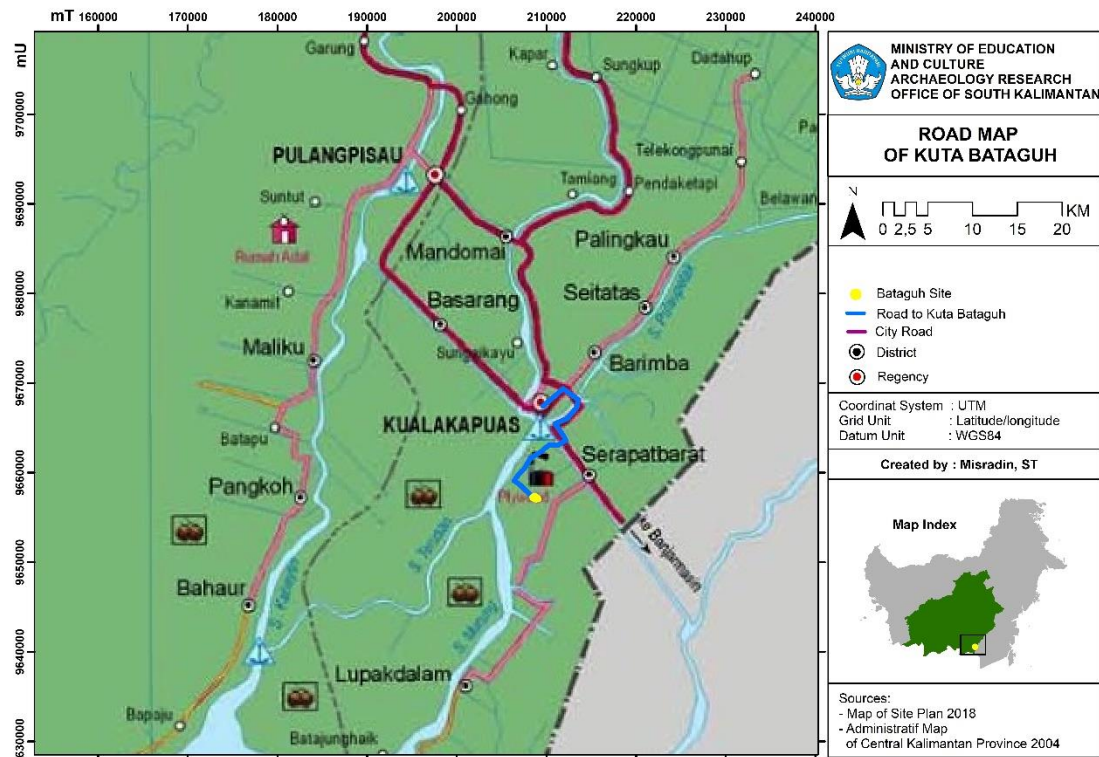 mT 160000 170000 180000 190000 200000 210000 220000 230000 240000
mU
9700000
9690000
9680000
9670000
9660000
9650000
9640000
630000
Garung
Kapar
Sungkup
Dadahup
Gahong
Pa
PULANGPISAU
Telekongpunai
Suntut
Tamiang
Pendaketapi
Belawan
Rumah Adat
Mandomai
Palingkau
Kanamit
Basarang
Seitatas
Maliku
Sungaikayu
Barimba
Batapu
KUALAKAPUAS
Serapatbarat
Pangkoh
ke Banjarmasin
Bahaur
S. Kahayan
S. Murung
Lupakdalam
Bapaju
Batajunghaik
MINISTRY OF EDUCATION
AND CULTURE
ARCHAEOLOGY RESEARCH
OFFICE OF SOUTH KALIMANTAN
ROAD MAP
OF KUTA BATAGUH
N
KM
0 2,5 5 10 15 20
Bataguh Site
Road to Kuta Bataguh
City Road
District
Regency
Coordinat System : UTM
Grid Unit : Latitude/longitude
Datum Unit : WGS84
Created by : Misradin, ST
Map Index
Sources:
- Map of Site Plan 2018
- Administratif Map
of Central Kalimantan Province 2004